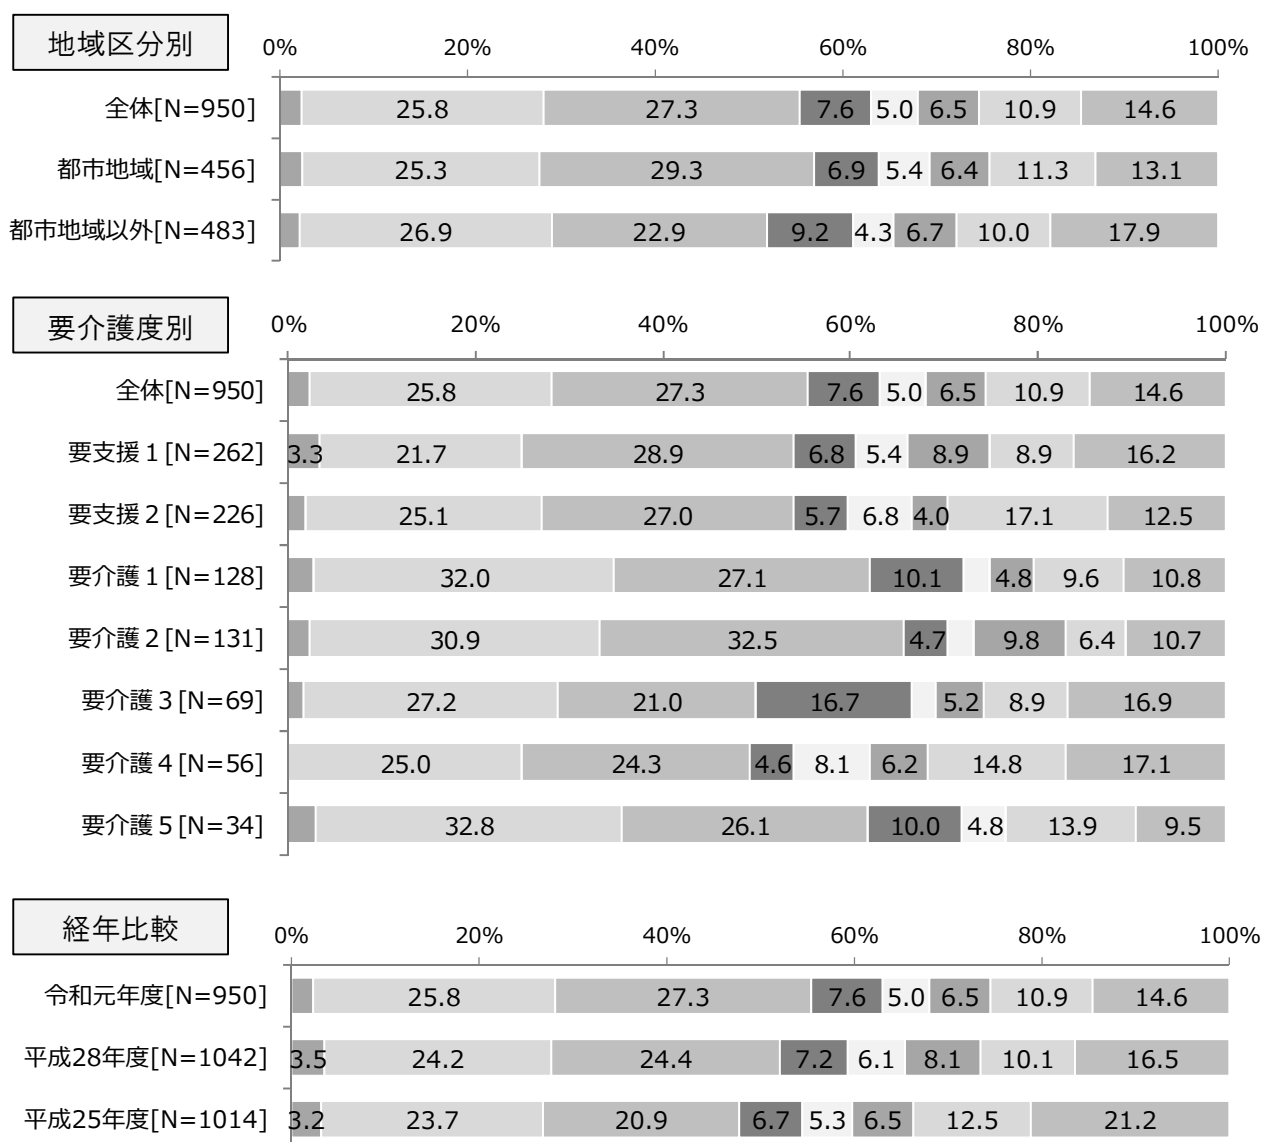 地域区分別
0% 20% 40% 60% 80% 100%
全体[N=950] 25.8 27.3 7.6 5.0 6.5 10.9 14.6
都市地域[N=456] 25.3 29.3 6.9 5.4 6.4 11.3 13.1
都市地域以外[N=483] 26.9 22.9 9.2 4.3 6.7 10.0 17.9
要介護度別
0% 20% 40% 60% 80% 100%
全体[N=950] 25.8 27.3 7.6 5.0 6.5 10.9 14.6
要支援１[N=262] 3.3 21.7 28.9 6.8 5.4 8.9 8.9 16.2
要支援２[N=226] 25.1 27.0 5.7 6.8 4.0 17.1 12.5
要介護１[N=128] 32.0 27.1 10.1 4.8 9.6 10.8
要介護２[N=131] 30.9 32.5 4.7 9.8 6.4 10.7
要介護３[N=69] 27.2 21.0 16.7 5.2 8.9 16.9
要介護４[N=56] 25.0 24.3 4.6 8.1 6.2 14.8 17.1
要介護５[N=34] 32.8 26.1 10.0 4.8 13.9 9.5
経年比較
0% 20% 40% 60% 80% 100%
令和元年度[N=950] 25.8 27.3 7.6 5.0 6.5 10.9 14.6
平成28年度[N=1042] 3.5 24.2 24.4 7.2 6.1 8.1 10.1 16.5
平成25年度[N=1014] 3.2 23.7 20.9 6.7 5.3 6.5 12.5 21.2